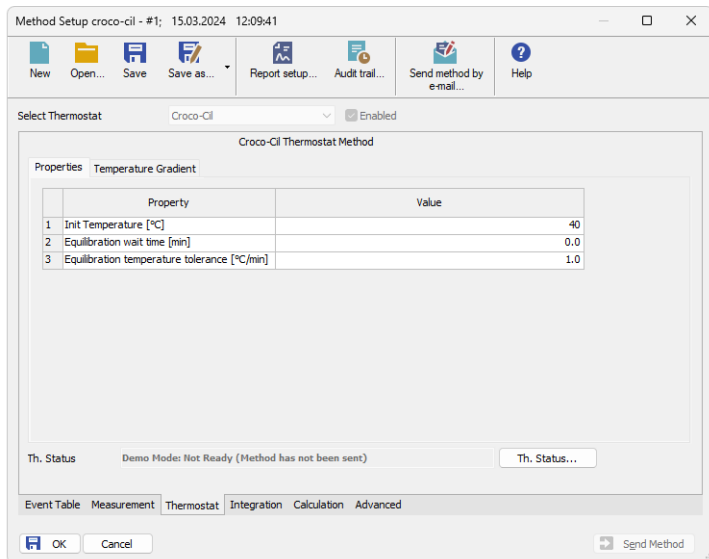 Method Setup croco-cil - #1; 15.03.2024 12:09:41
New Open... Save Save as... Report setup... Audit trail... Send method by e-mail... Help
Select Thermostat Croco-Cil Enabled
Croco-Cil Thermostat Method
Properties Temperature Gradient
Property Value
1 Init Temperature [°C] 40
2 Equilibration wait time [min] 0.0
3 Equilibration temperature tolerance [°C/min] 1.0
Th. Status Demo Mode: Not Ready (Method has not been sent) Th. Status...
Event Table Measurement Thermostat Integration Calculation Advanced
OK Cancel Send Method